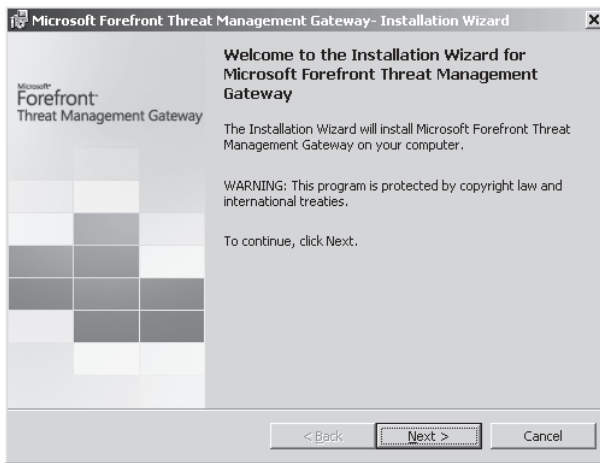 Microsoft Forefront Threat Management Gateway- Installation Wizard
Microsoft
Forefront
Threat Management Gateway
Welcome to the Installation Wizard for
Microsoft Forefront Threat Management
Gateway
The Installation Wizard will install Microsoft Forefront Threat
Management Gateway on your computer.
WARNING: This program is protected by copyright law and
international treaties.
To continue, click Next.
< Back
Next >
Cancel